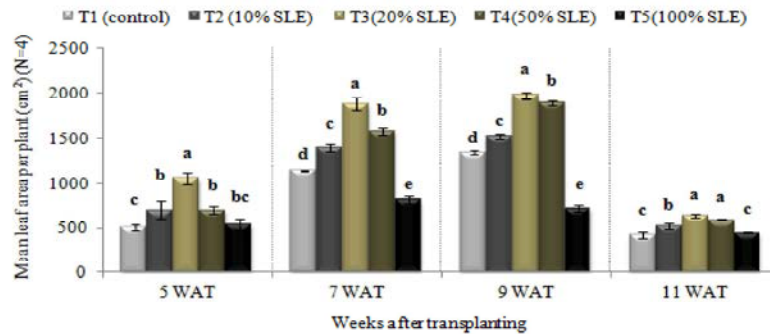 T1 (control) T2 (10% SLE) T3(20% SLE) T4(50% SLE) T5(100% SLE)
Mean leaf area per plant (cm²) (N=4)
2500
2000
1500
1000
500
0
c b a b bc
d c a b e
d c a b e
c b a a c
5 WAT 7 WAT 9 WAT 11 WAT
Weeks after transplanting